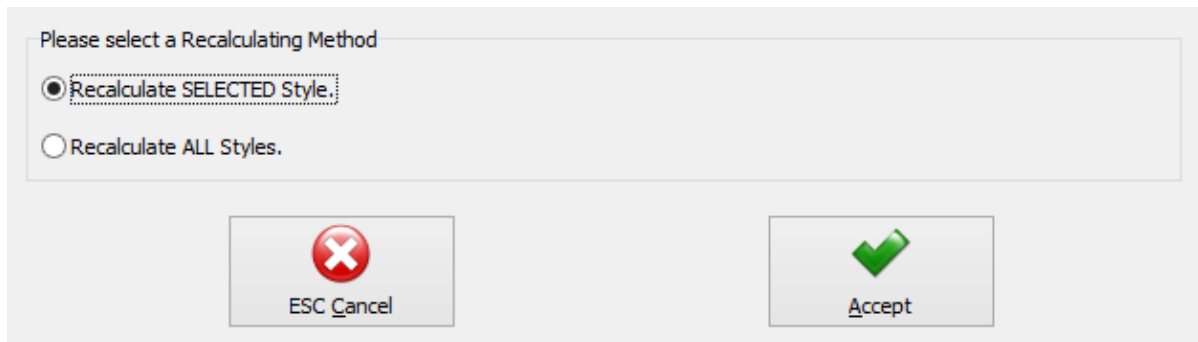 Please select a Recalculating Method
Recalculate SELECTED Style.
Recalculate ALL Styles.
ESC Cancel
Accept